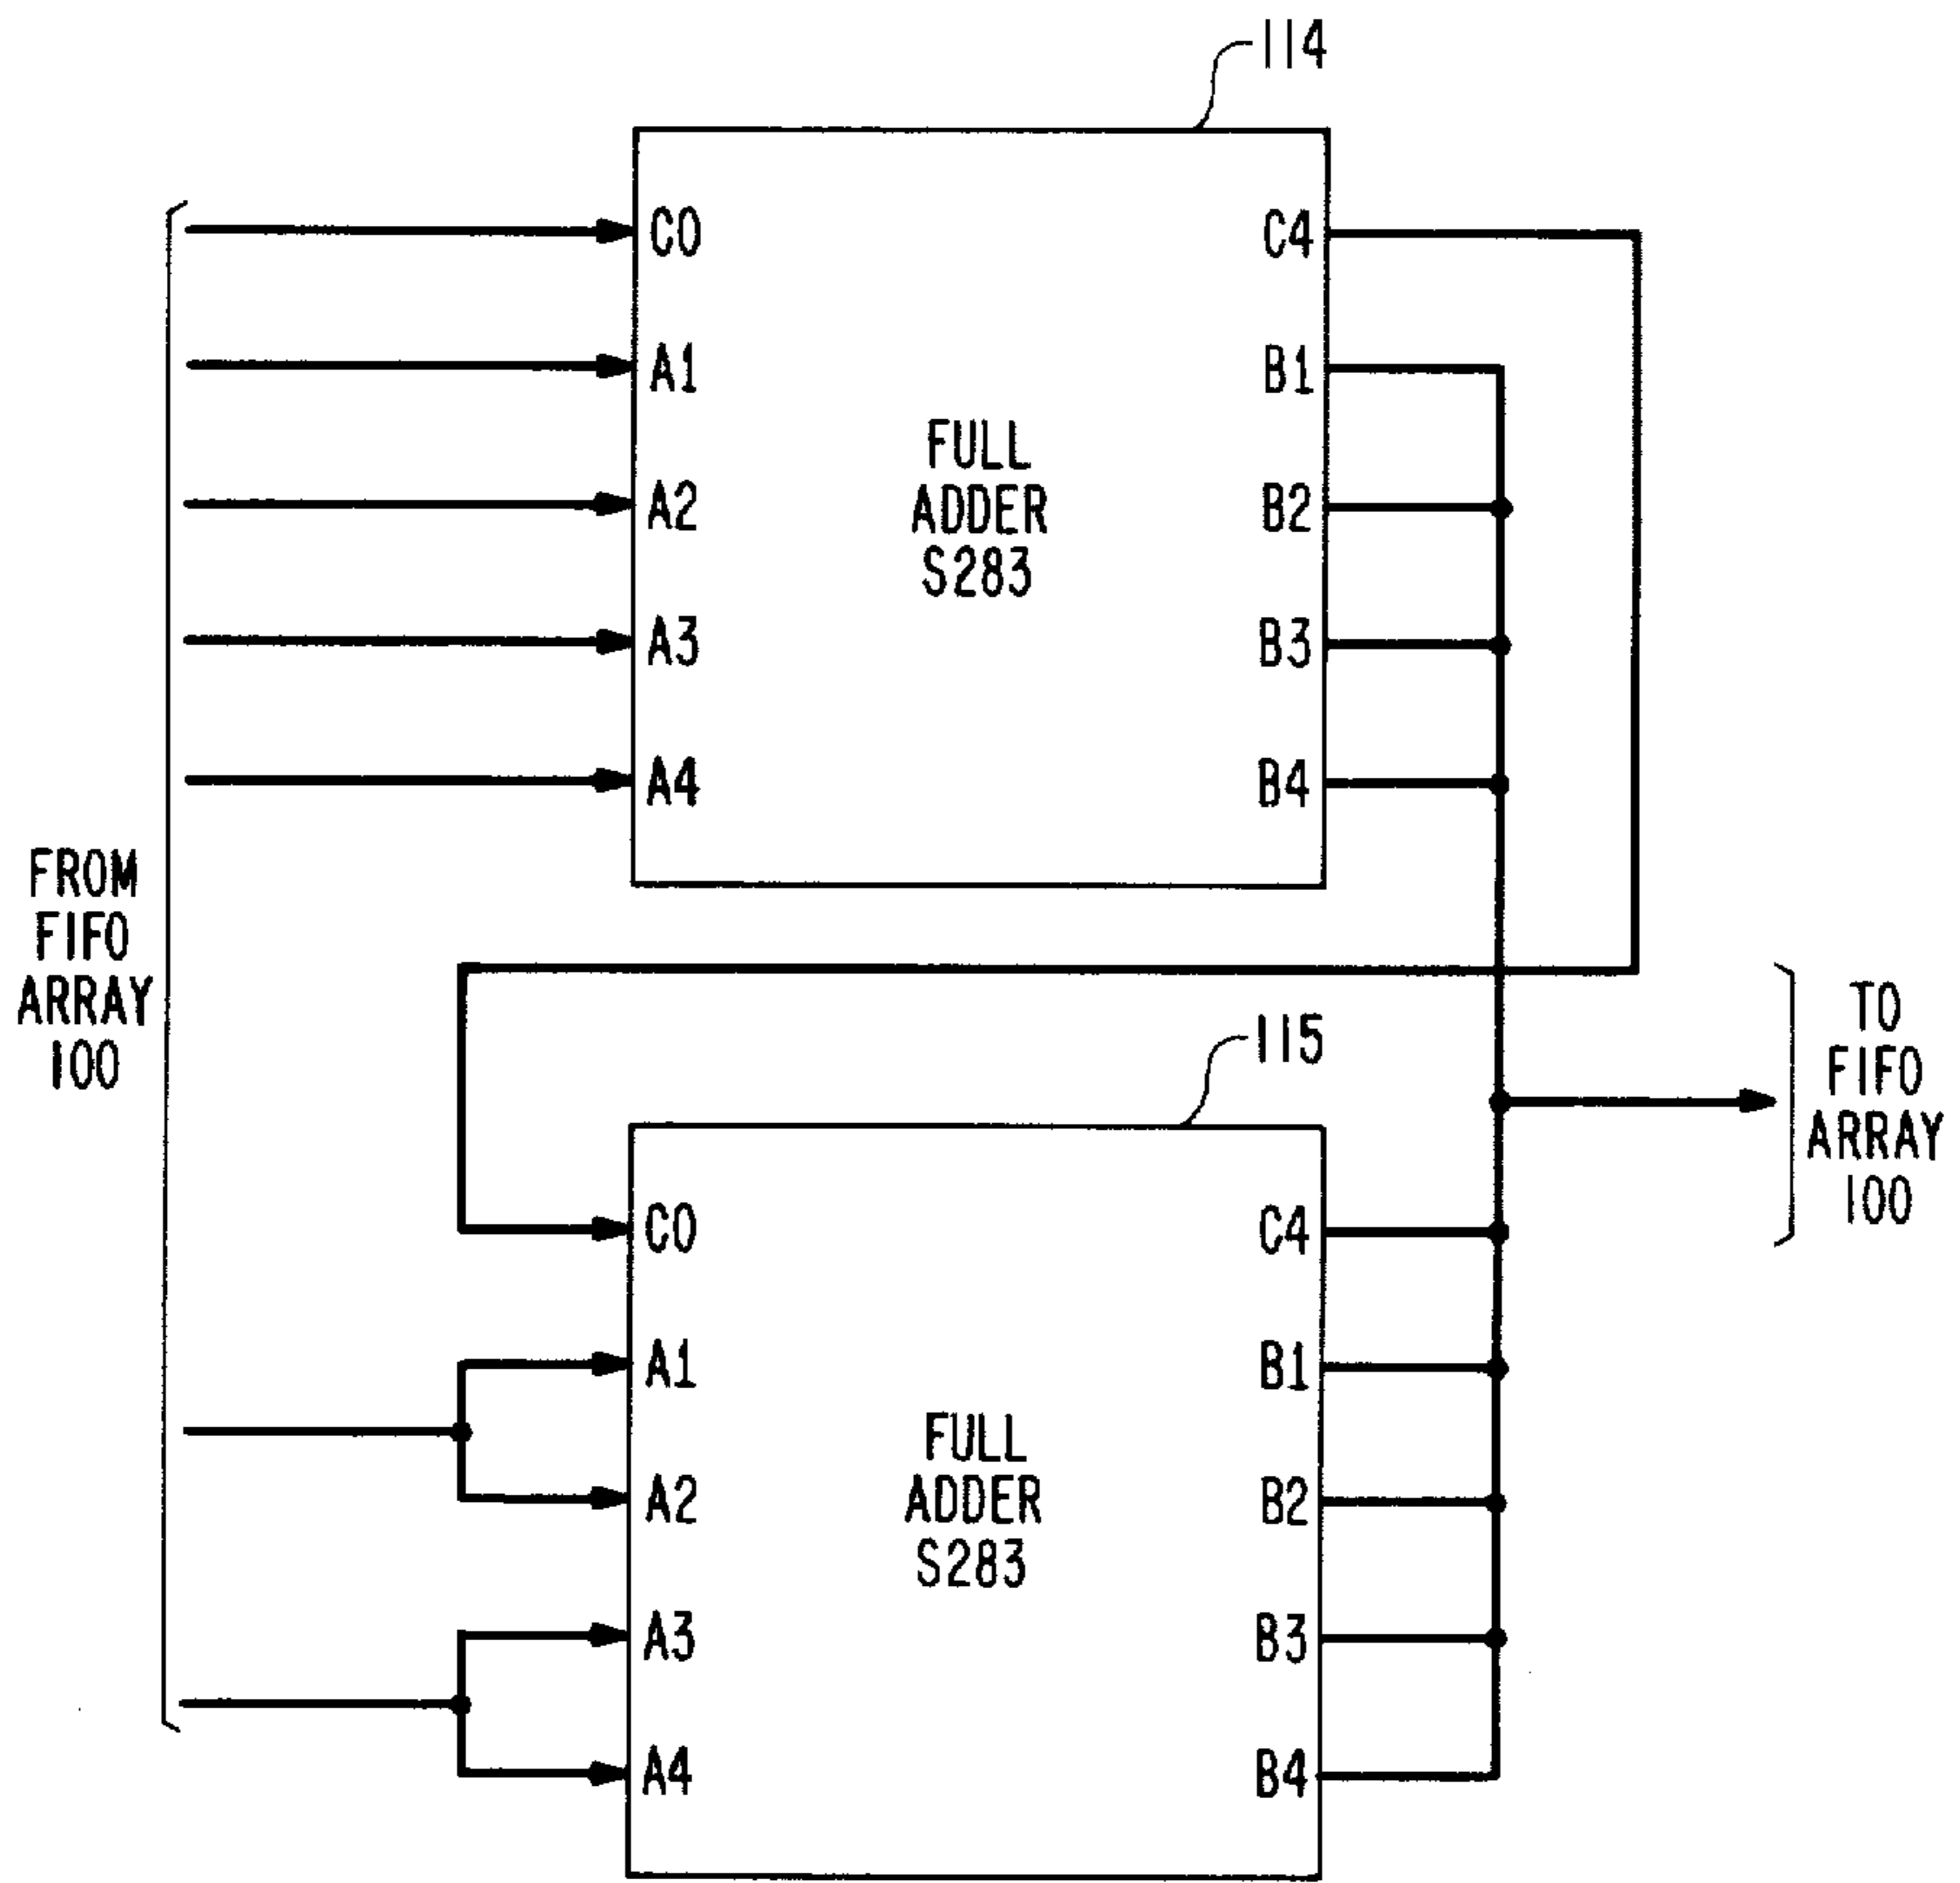 114
C0
C4
A1
B1
FULL
ADDER
S283
A2
B2
A3
B3
A4
B4
FROM
FIFO
ARRAY
100
TO
FIFO
ARRAY
100
115
C0
C4
A1
B1
FULL
ADDER
S283
A2
B2
A3
B3
A4
B4